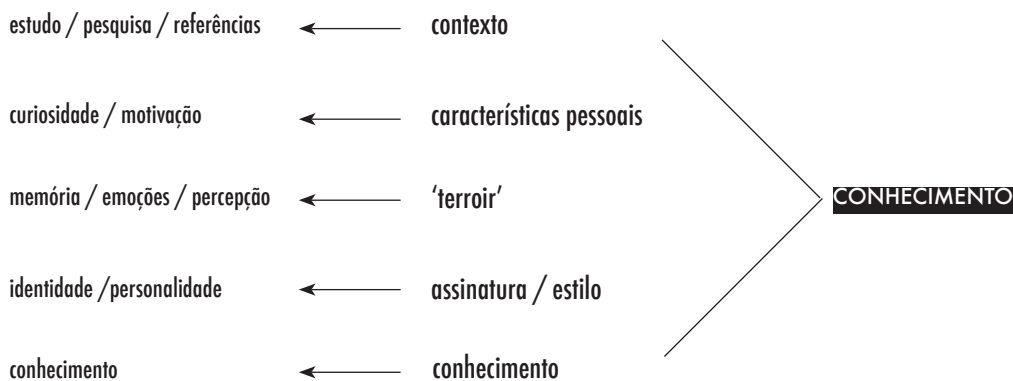 estudo / pesquisa / referências contexto
curiosidade / motivação características pessoais
memória / emoções / percepção ‘terroir’ CONHECIMENTO
identidade /personalidade assinatura / estilo
conhecimento conhecimento